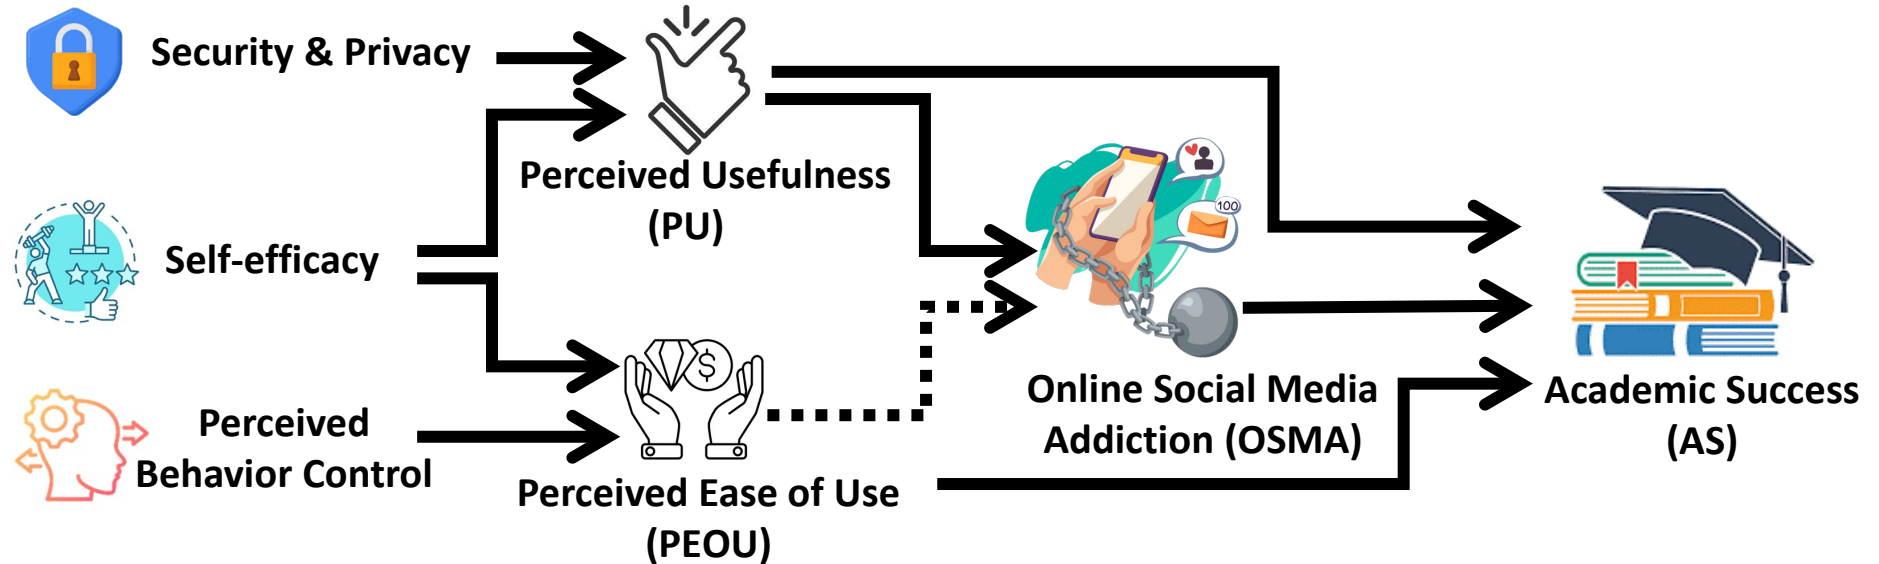 Security & Privacy
Perceived Usefulness
(PU)
100
Self-efficacy
Perceived
Behavior Control
$
Perceived Ease of Use
(PEOU)
Online Social Media
Addiction (OSMA)
Academic Success
(AS)